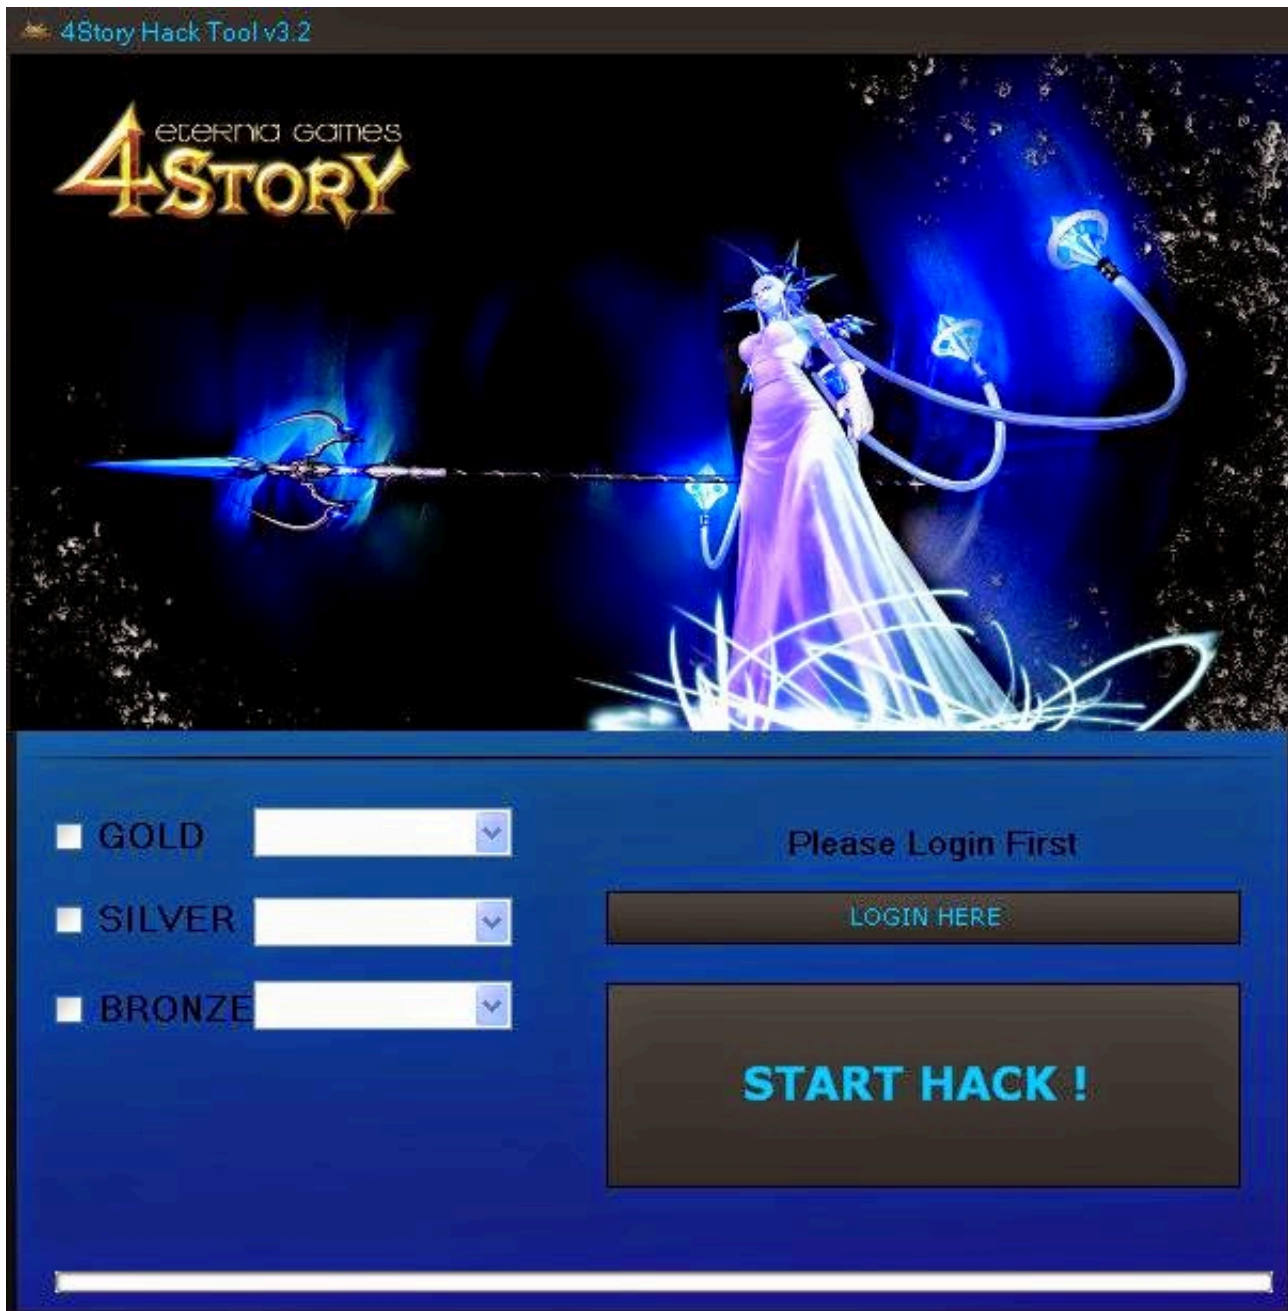 4Story Hack Tool v3.2
eternia games
4Story
GOLD
SILVER
BRONZE
Please Login First
LOGIN HERE
START HACK !